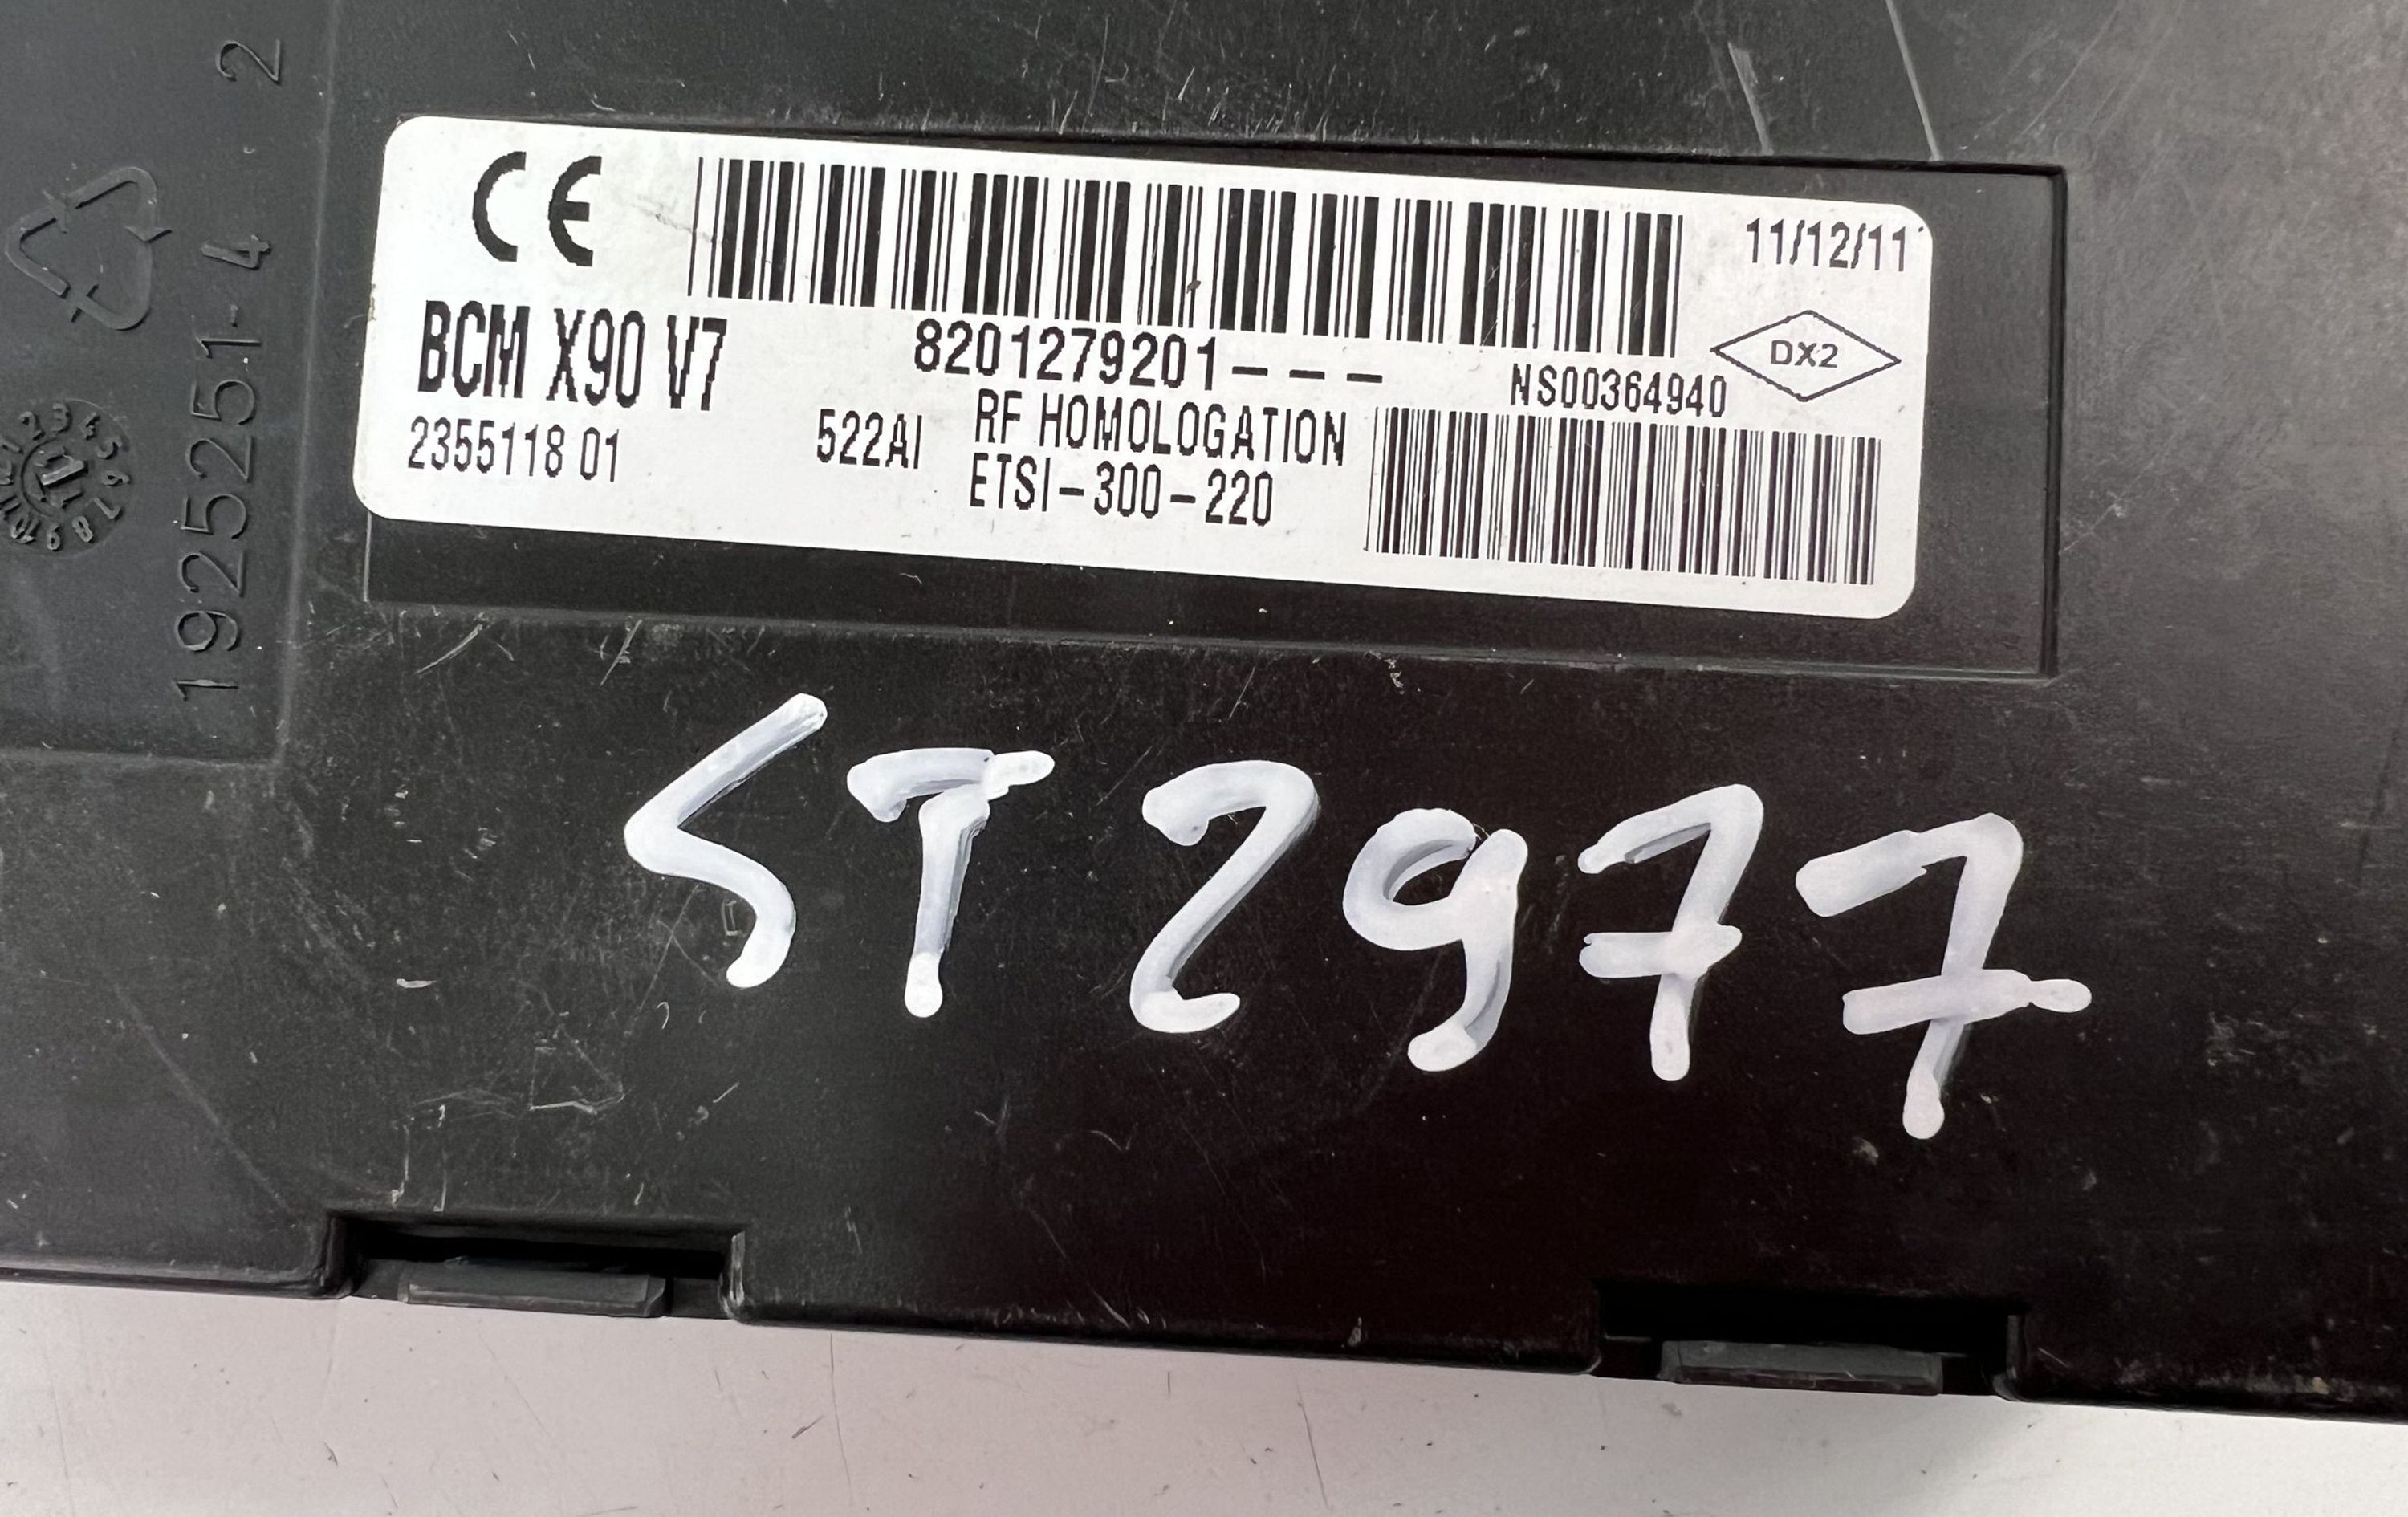 CE
11/12/11
BCM X90 V7
8201279201---
NS00364940
DX2
2355118 01
522AI
RF HOMOLOGATION
ETSI-300-220
1925251-4 2
ST2977